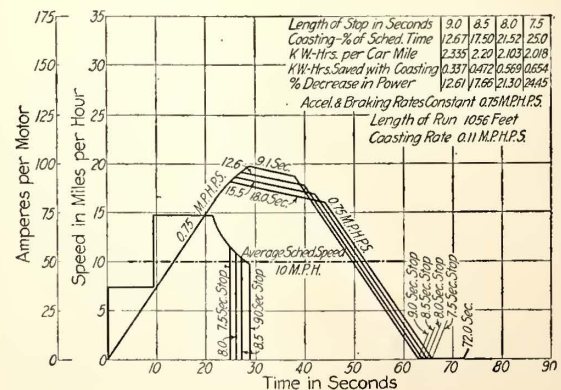 Length of Stop in Seconds 9.0 8.5 8.0 7.5
Coasting-% of Sched. Time 12.67 17.50 21.52 25.0
K W.-Hrs. per Car Mile 2.335 2.20 2.103 2.018
KW.-Hrs. Saved with Coasting 0.337 0.472 0.569 0.654
% Decrease in Power 12.61 17.66 21.30 24.45
Accel. & Braking Rates Constant 0.75 M.P.H.P.S.
Length of Run 1056 Feet
Coasting Rate 0.11 M.P.H.P.S.
175 35
150 30
125 25
100 20
75 15
50 10
25 5
0 0
Amperes per Motor
Speed in Miles per Hour
0.75 M.P.H.P.S.
12.6 9.1 Sec.
15.5 18.0 Sec.
0.75 M.P.H.P.S.
Average Sched. Speed
10 M.P.H.
8.0 7.5 Sec. Stop
8.5 9.0 Sec. Stop
9.0 Sec. Stop
8.5 Sec. Stop
8.0 Sec. Stop
7.5 Sec. Stop
72.0 Sec.
10 20 30 40 50 60 70 80 90
Time in Seconds